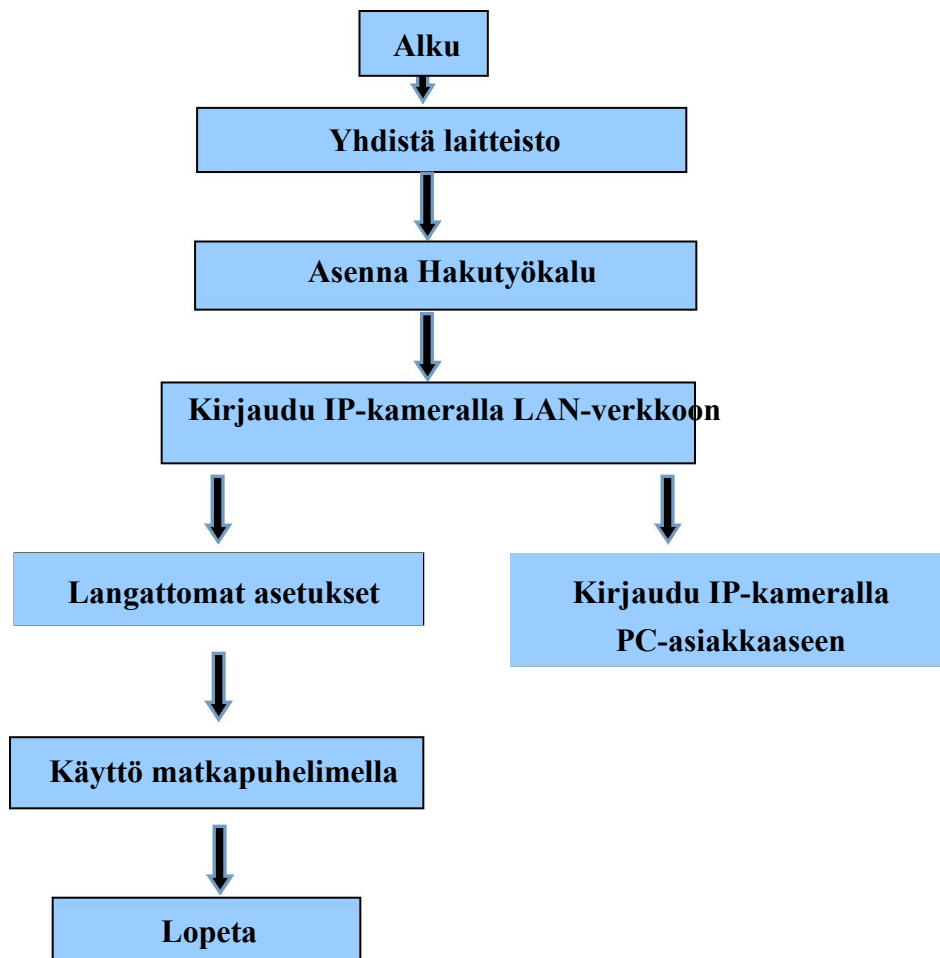 Alku
Yhdistä laitteisto
Asenna Hakutyökalu
Kirjaudu IP-kameralla LAN-verkkoon
Langattomat asetukset
Kirjaudu IP-kameralla
PC-asiakkaaseen
Käyttö matkapuhelimella
Lopeta